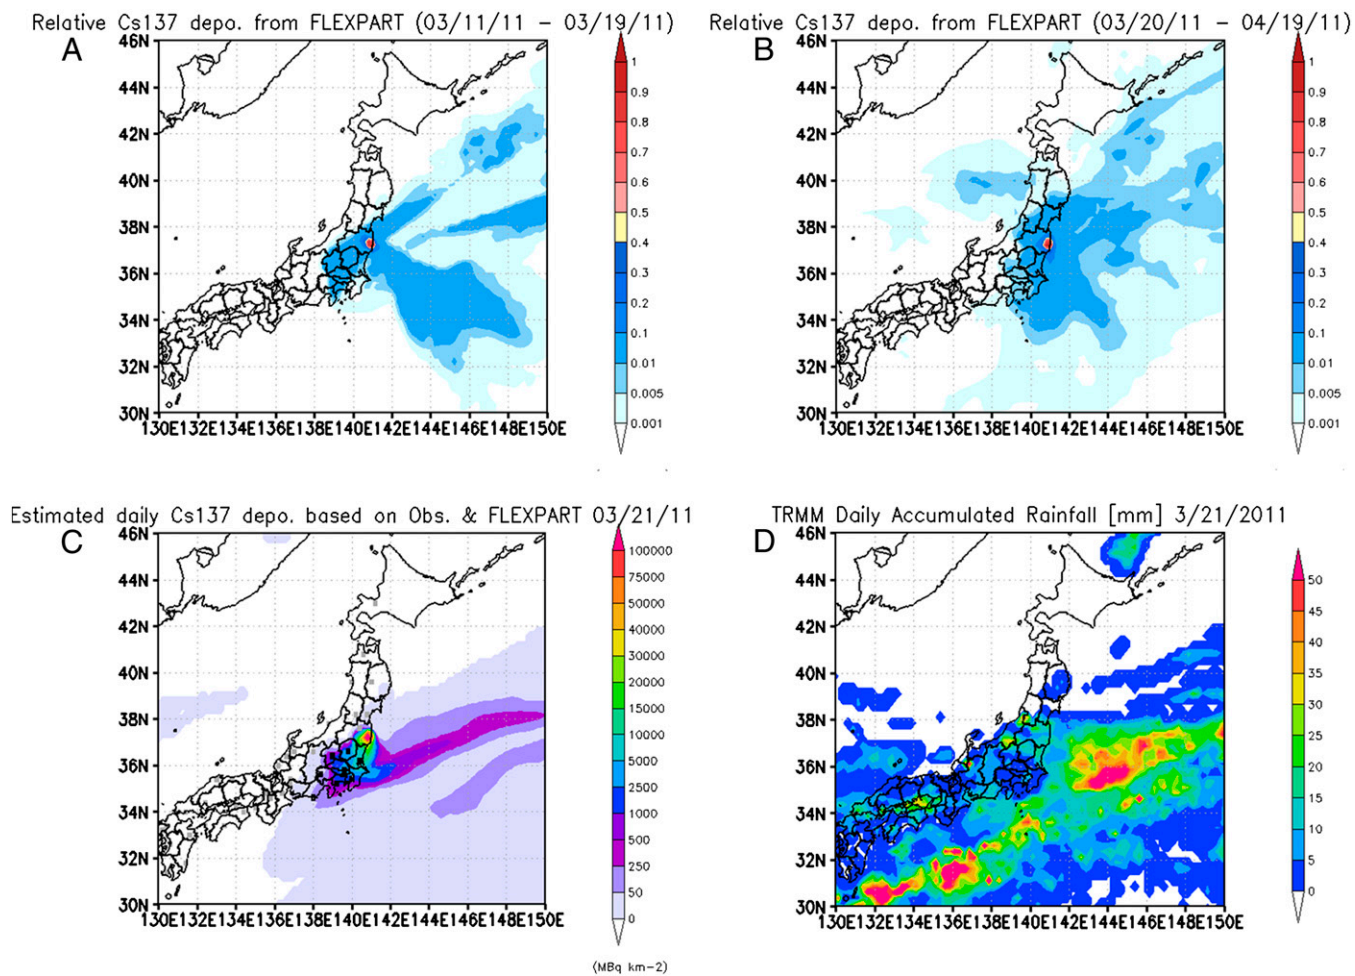 Relative Cs137 depo. from FLEXPART (03/11/11 – 03/19/11)
A
46N
44N
42N
40N
38N
36N
34N
32N
30N
130E132E134E136E138E140E142E144E146E148E150E
1
0.9
0.8
0.7
0.6
0.5
0.4
0.3
0.2
0.1
0.01
0.005
0.001
Relative Cs137 depo. from FLEXPART (03/20/11 – 04/19/11)
B
46N
44N
42N
40N
38N
36N
34N
32N
30N
130E132E134E136E138E140E142E144E146E148E150E
1
0.9
0.8
0.7
0.6
0.5
0.4
0.3
0.2
0.1
0.01
0.005
0.001
Estimated daily Cs137 depo. based on Obs. & FLEXPART 03/21/11
C
46N
44N
42N
40N
38N
36N
34N
32N
30N
130E132E134E136E138E140E142E144E146E148E150E
100000
75000
50000
40000
30000
20000
15000
10000
5000
2500
1000
500
250
50
0
(MBq km-2)
TRMM Daily Accumulated Rainfall [mm] 3/21/2011
D
46N
44N
42N
40N
38N
36N
34N
32N
30N
130E132E134E136E138E140E142E144E146E148E150E
50
45
40
35
30
25
20
15
10
5
0